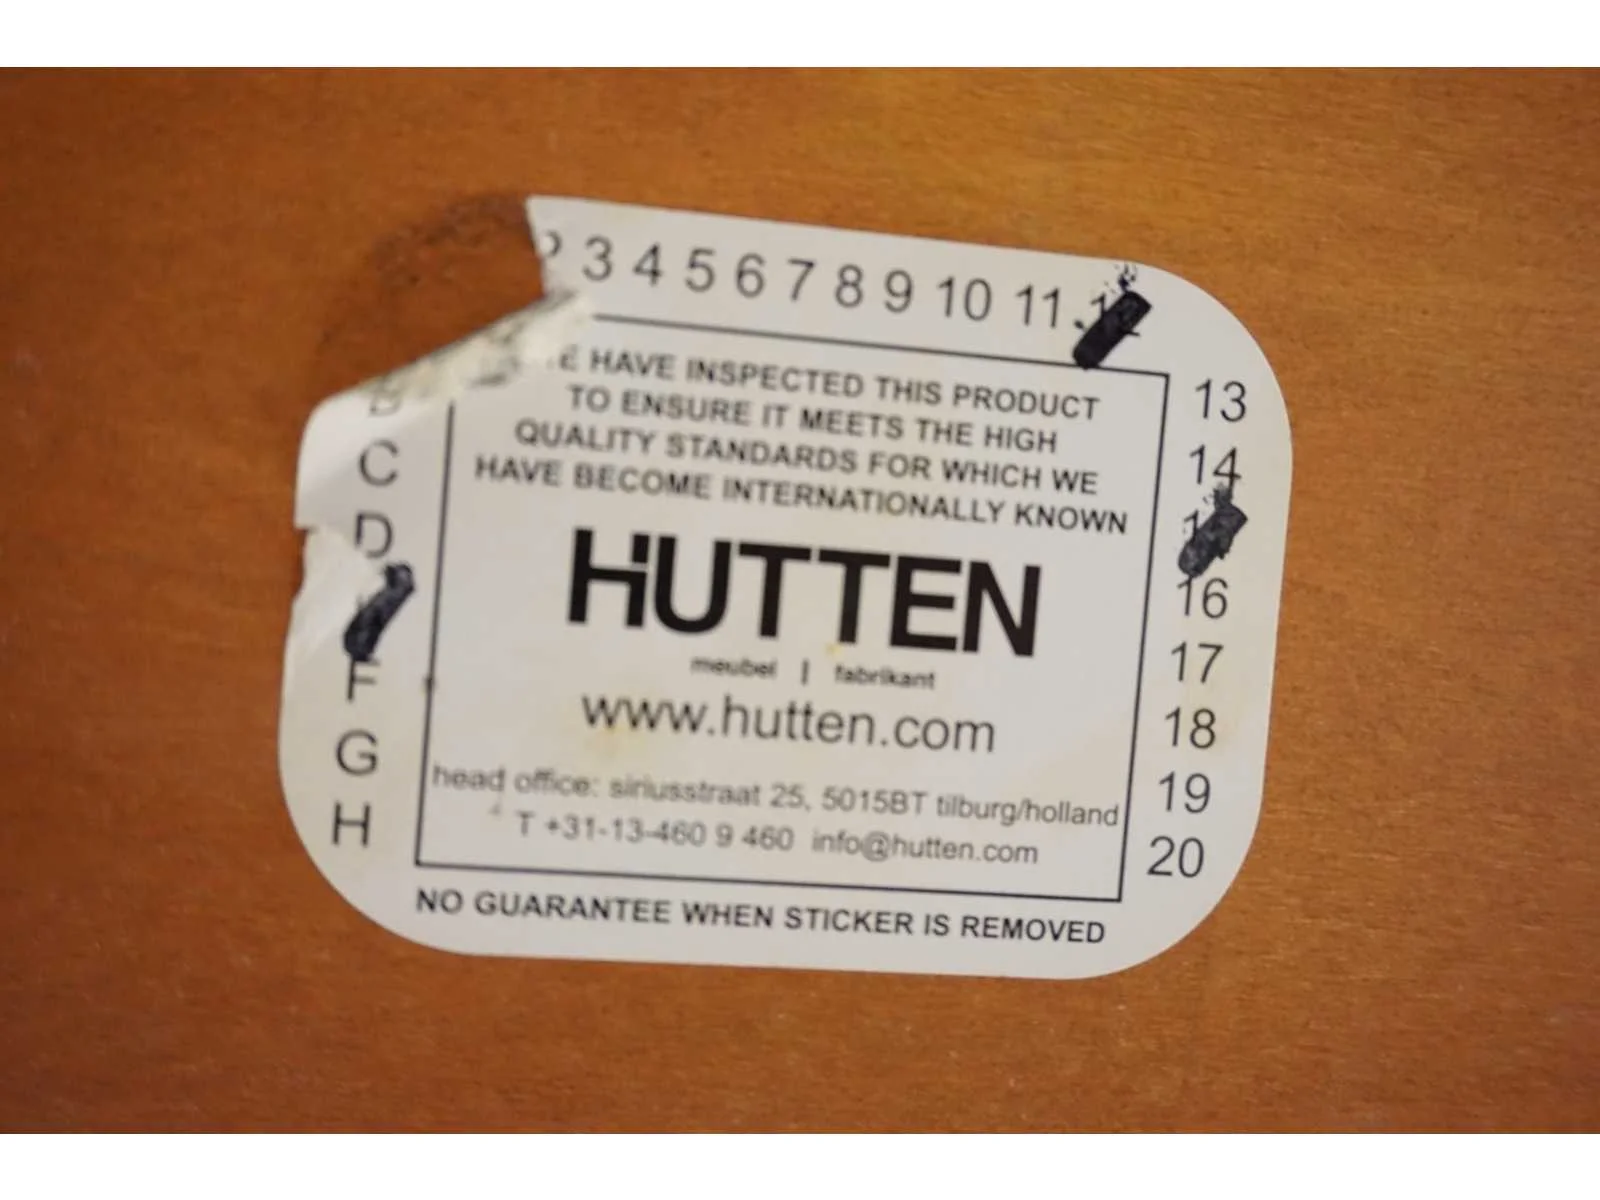 3 4 5 6 7 8 9 10 11 12
HAVE INSPECTED THIS PRODUCT
TO ENSURE IT MEETS THE HIGH
QUALITY STANDARDS FOR WHICH WE
HAVE BECOME INTERNATIONALLY KNOWN
HUTTEN
meubel | fabrikant
www.hutten.com
head office: siriusstraat 25, 5015BT tilburg/holland
T +31-13-460 9 460 info@hutten.com
NO GUARANTEE WHEN STICKER IS REMOVED
B
C
D
F
G
H
13
14
16
17
18
19
20